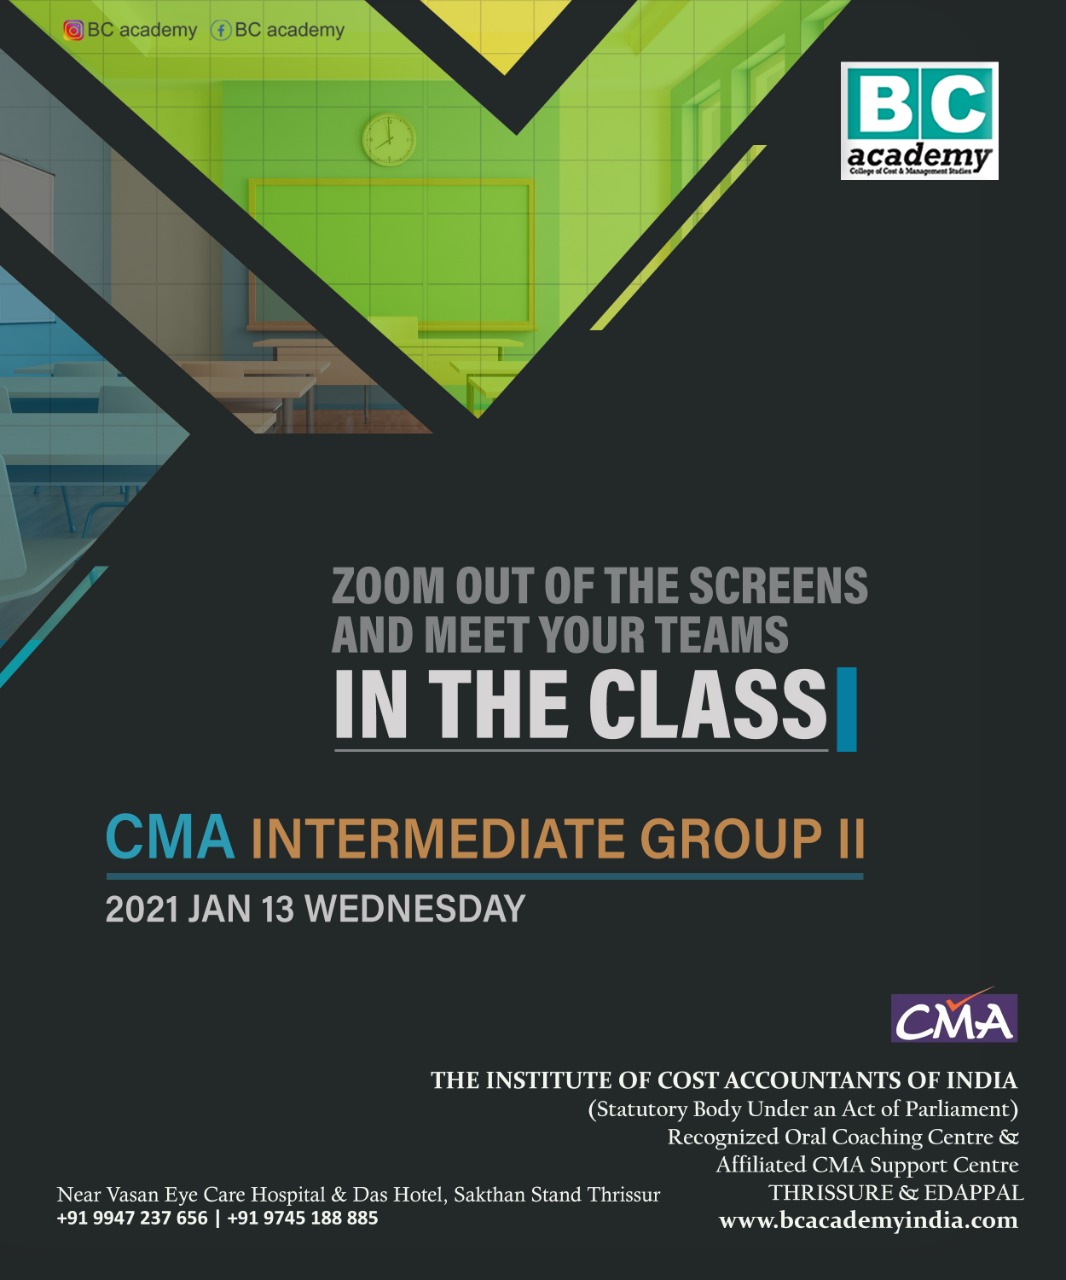 BC academy BC academy
BC
academy
College of Cost & Management Studies
ZOOM OUT OF THE SCREENS
AND MEET YOUR TEAMS
IN THE CLASS
CMA INTERMEDIATE GROUP II
2021 JAN 13 WEDNESDAY
CMA
THE INSTITUTE OF COST ACCOUNTANTS OF INDIA
(Statutory Body Under an Act of Parliament)
Recognized Oral Coaching Centre &
Affiliated CMA Support Centre
THRISSURE & EDAPPAL
www.bcacademyindia.com
Near Vasan Eye Care Hospital & Das Hotel, Sakthan Stand Thrissur
+91 9947 237 656 | +91 9745 188 885